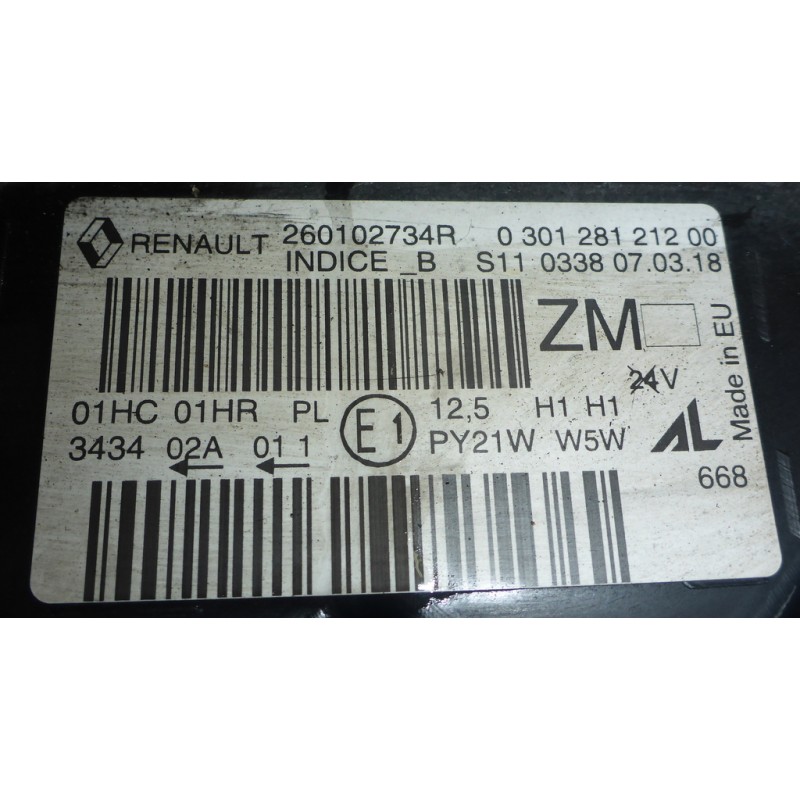 RENAULT 260102734R 0 301 281 212 00
INDICE _B S11 0338 07.03.18
ZM
24V
01HC 01HR PL E1 12,5 H1 H1
3434 02A 01 1 PY21W W5W
AL
668
Made in EU